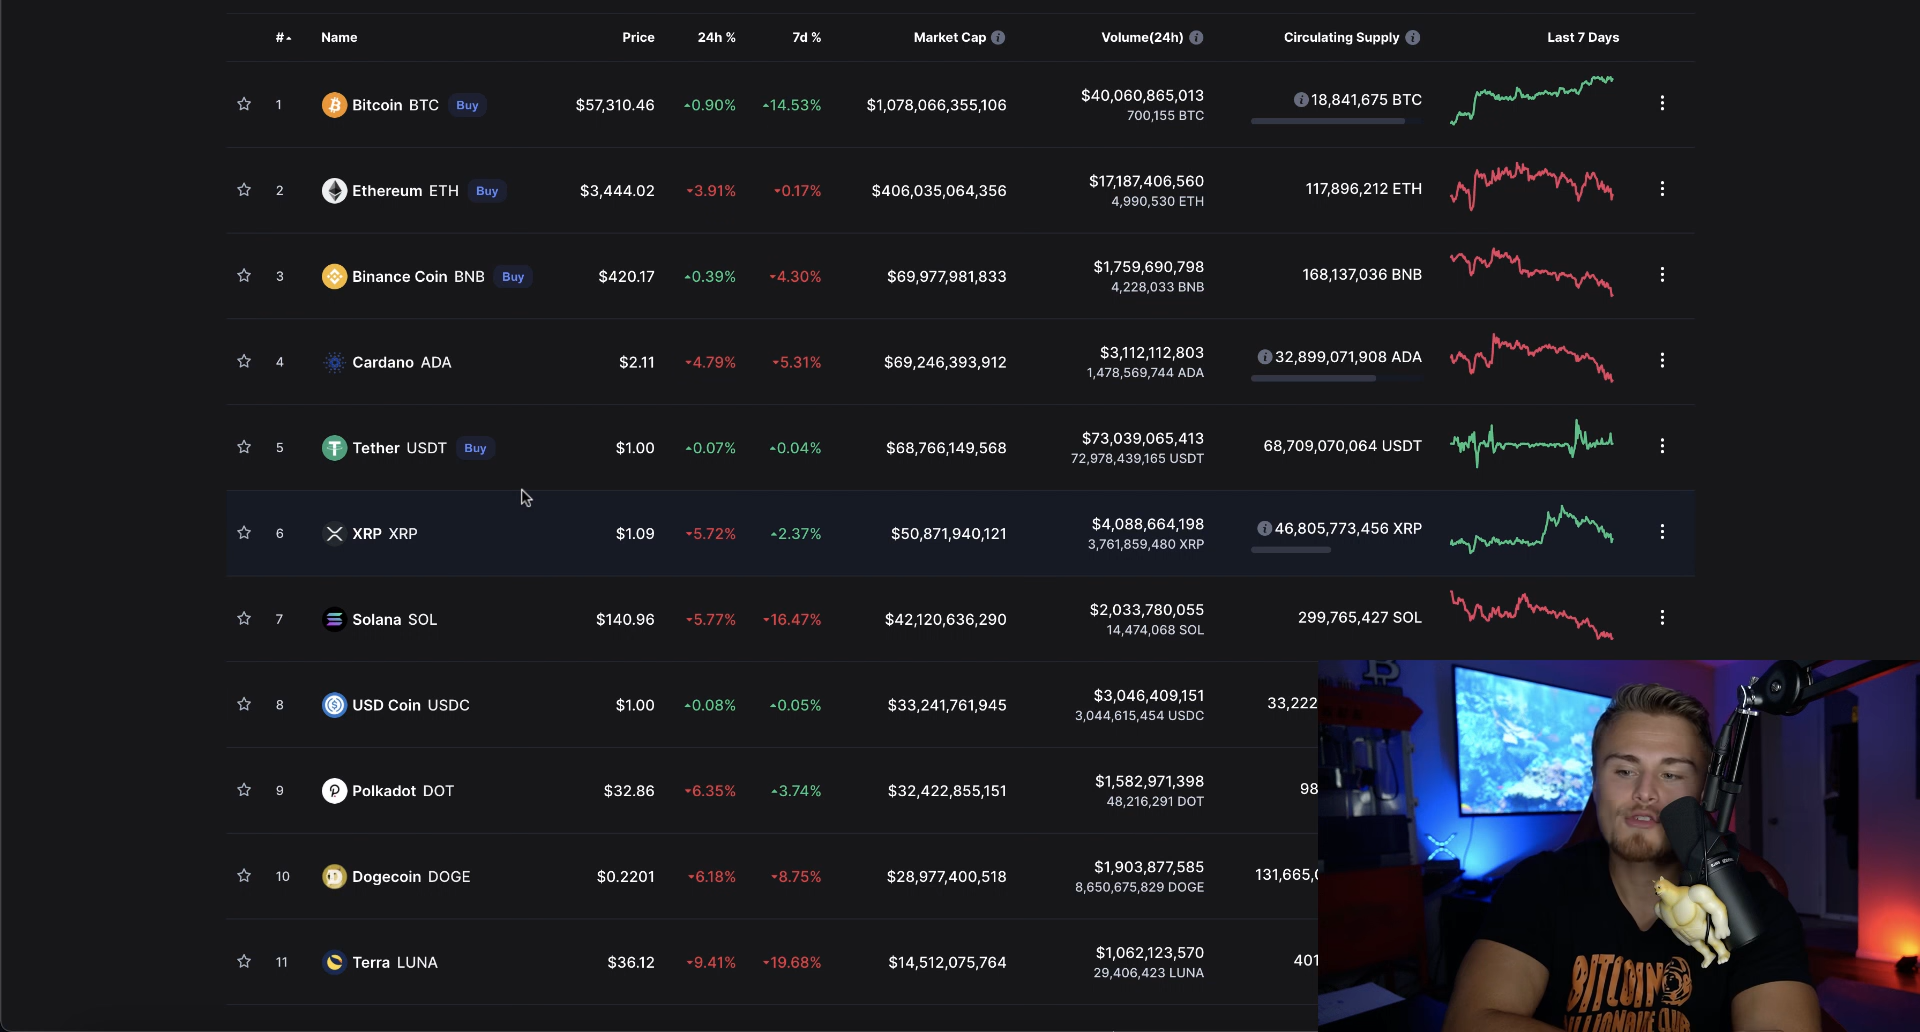 # Name Price 24h % 7d % Market Cap Volume(24h) Circulating Supply Last 7 Days
1 Bitcoin BTC Buy $57,310.46 0.90% 14.53% $1,078,066,355,106 $40,060,865,013 18,841,675 BTC
700,155 BTC
2 Ethereum ETH Buy $3,444.02 3.91% 0.17% $406,035,064,356 $17,187,406,560 117,896,212 ETH
4,990,530 ETH
3 Binance Coin BNB Buy $420.17 0.39% 4.30% $69,977,981,833 $1,759,690,798 168,137,036 BNB
4,228,033 BNB
4 Cardano ADA $2.11 4.79% 5.31% $69,246,393,912 $3,112,112,803 32,899,071,908 ADA
1,478,569,744 ADA
5 Tether USDT Buy $1.00 0.07% 0.04% $68,766,149,568 $73,039,065,413 68,709,070,064 USDT
72,978,439,165 USDT
6 XRP XRP $1.09 5.72% 2.37% $50,871,940,121 $4,088,664,198 46,805,773,456 XRP
3,761,859,480 XRP
7 Solana SOL $140.96 5.77% 16.47% $42,120,636,290 $2,033,780,055 299,765,427 SOL
14,474,068 SOL
8 USD Coin USDC $1.00 0.08% 0.05% $33,241,761,945 $3,046,409,151 33,222
3,044,615,454 USDC
9 Polkadot DOT $32.86 6.35% 3.74% $32,422,855,151 $1,582,971,398 98
48,216,291 DOT
10 Dogecoin DOGE $0.2201 6.18% 8.75% $28,977,400,518 $1,903,877,585 131,665,
8,650,675,829 DOGE
11 Terra LUNA $36.12 9.41% 19.68% $14,512,075,764 $1,062,123,570 401
29,406,423 LUNA
BITCOIN